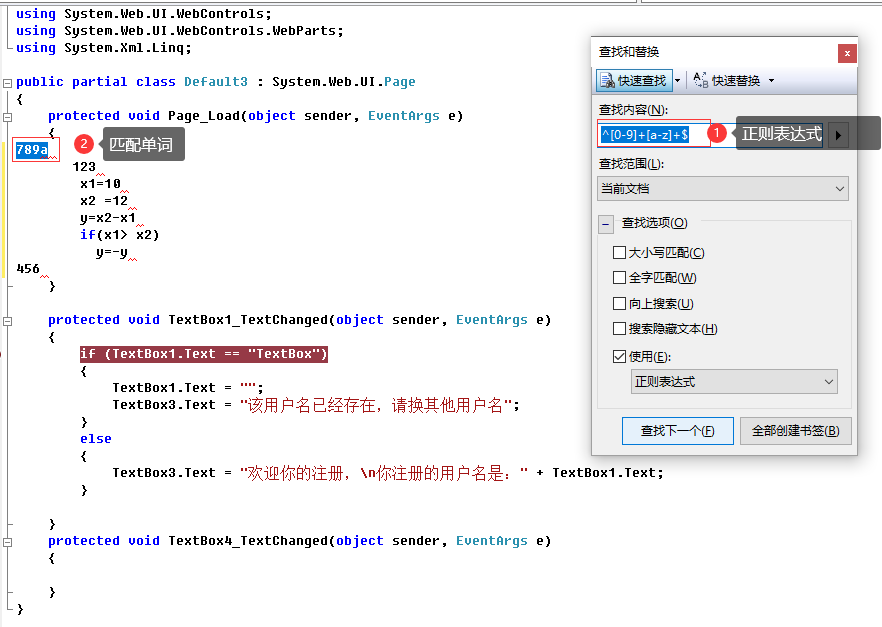 using System.Web.UI.WebControls;
using System.Web.UI.WebControls.WebParts;
using System.Xml.Linq;
public partial class Default3 : System.Web.UI.Page
{
protected void Page_Load(object sender, EventArgs e)
{
789a
2 匹配单词
123
x1=10
x2 =12
y=x2-x1
if(x1> x2)
y=-y
456
}
protected void TextBox1_TextChanged(object sender, EventArgs e)
{
if (TextBox1.Text == "TextBox")
{
TextBox1.Text = "";
TextBox3.Text = "该用户名已经存在，请换其他用户名";
}
else
{
TextBox3.Text = "欢迎你的注册，\n你注册的用户名是：" + TextBox1.Text;
}
}
protected void TextBox4_TextChanged(object sender, EventArgs e)
{
}
}
查找和替换
x
快速查找 快速替换
查找内容(N):
^[0-9]+[a-z]+$ 1 正则表达式
查找范围(L):
当前文档
查找选项(O)
大小写匹配(C)
全字匹配(W)
向上搜索(U)
搜索隐藏文本(H)
使用(E):
正则表达式
查找下一个(F) 全部创建书签(B)